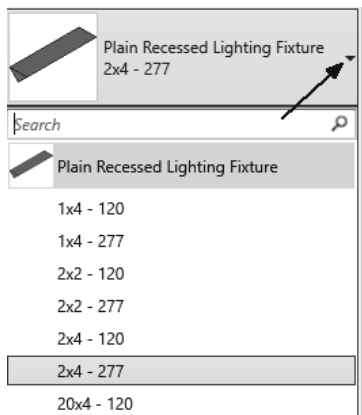 Plain Recessed Lighting Fixture
2x4 - 277
Search
Plain Recessed Lighting Fixture
1x4 - 120
1x4 - 277
2x2 - 120
2x2 - 277
2x4 - 120
2x4 - 277
20x4 - 120